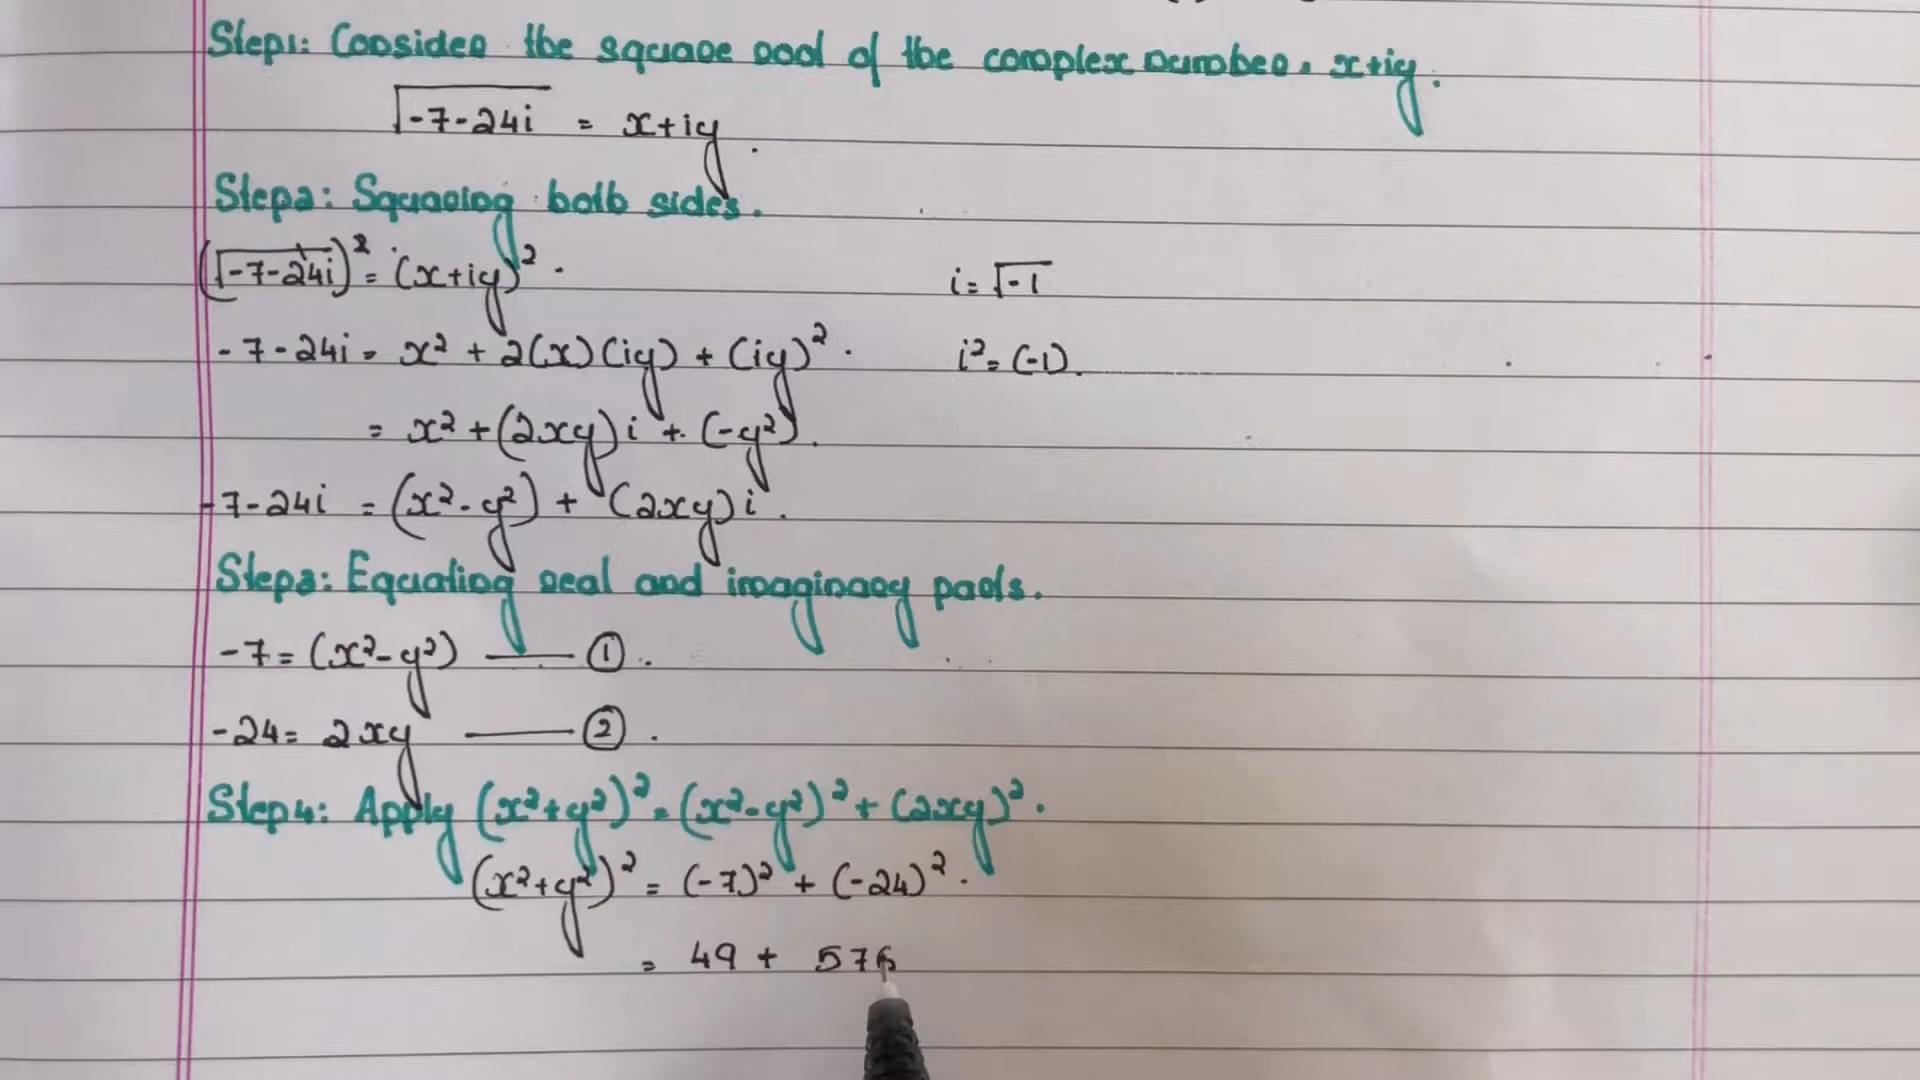 Step1: Consider the square root of the complex number, x+iy.
√-7-24i = x+iy.
Step2: Squaring both sides.
(√-7-24i)² = (x+iy)².
i = √-1
-7-24i = x² + 2(x)(iy) + (iy)².
i² = (-1).
= x² + (2xy)i + (-y²).
-7-24i = (x²-y²) + (2xy)i.
Step3: Equating real and imaginary parts.
-7 = (x²-y²) —— ①.
-24 = 2xy —— ②.
Step4: Apply (x²+y²)² = (x²-y²)² + (2xy)².
(x²+y²)² = (-7)² + (-24)².
= 49 + 576